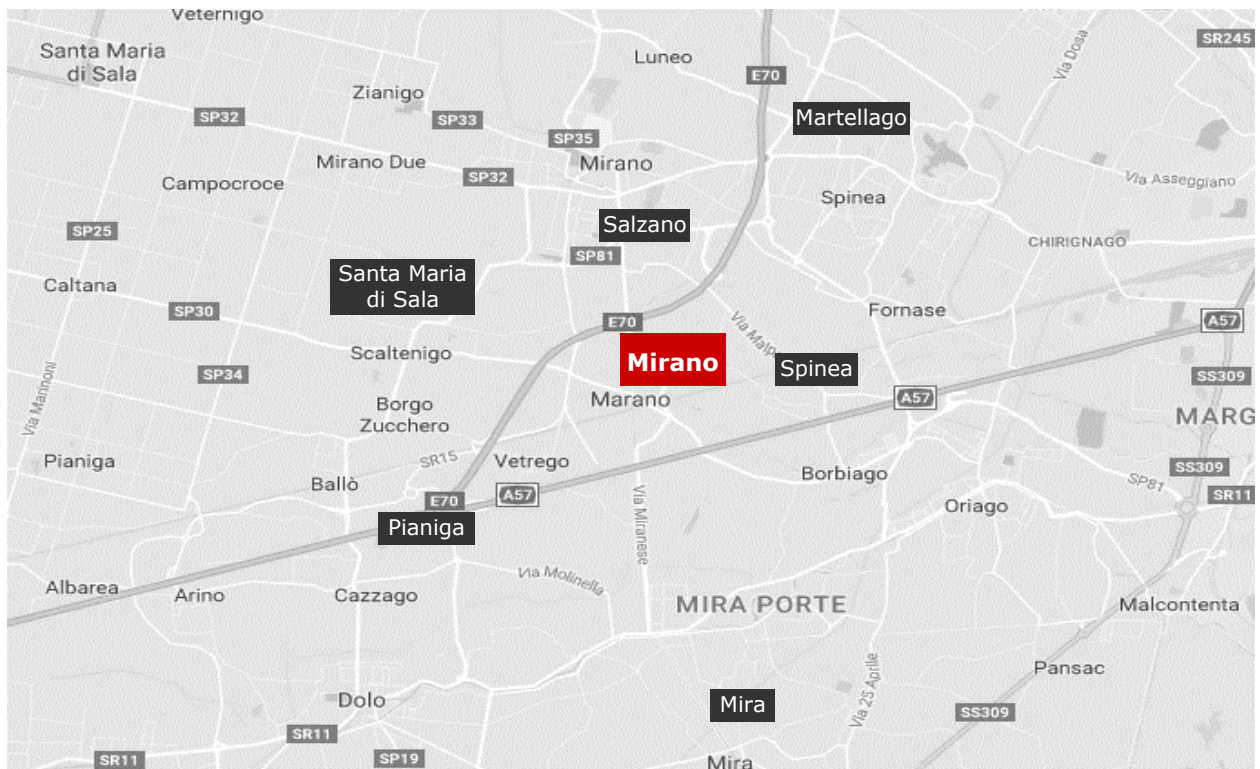 Veternigo
Santa Maria
di Sala
Luneo
SR245
Via Dosa
E70
Zianigo
SP32
SP33
Martellago
SP35
Mirano Due
Mirano
SP32
Campocroce
Via Asseggiano
Spinea
SP25
Salzano
CHIRIGNAGO
SP81
Santa Maria
di Sala
Caltana
SP30
Fornase
E70
A57
Via Malp
Scaltenigo
Mirano
Spinea
SP34
SS309
Via Marinoni
Marano
A57
Borgo
Zucchero
MARG
Pianiga
SR15
Vetrego
Borbiago
SS309
Ballò
SP81
E70
A57
SR11
Oriago
Via Miranese
Pianiga
Via Molinella
Albarea
Arino
Cazzago
MIRA PORTE
Malcontenta
Pansac
Via 25 Aprile
Dolo
Mira
SS309
SR11
SR11
SP19
Mira